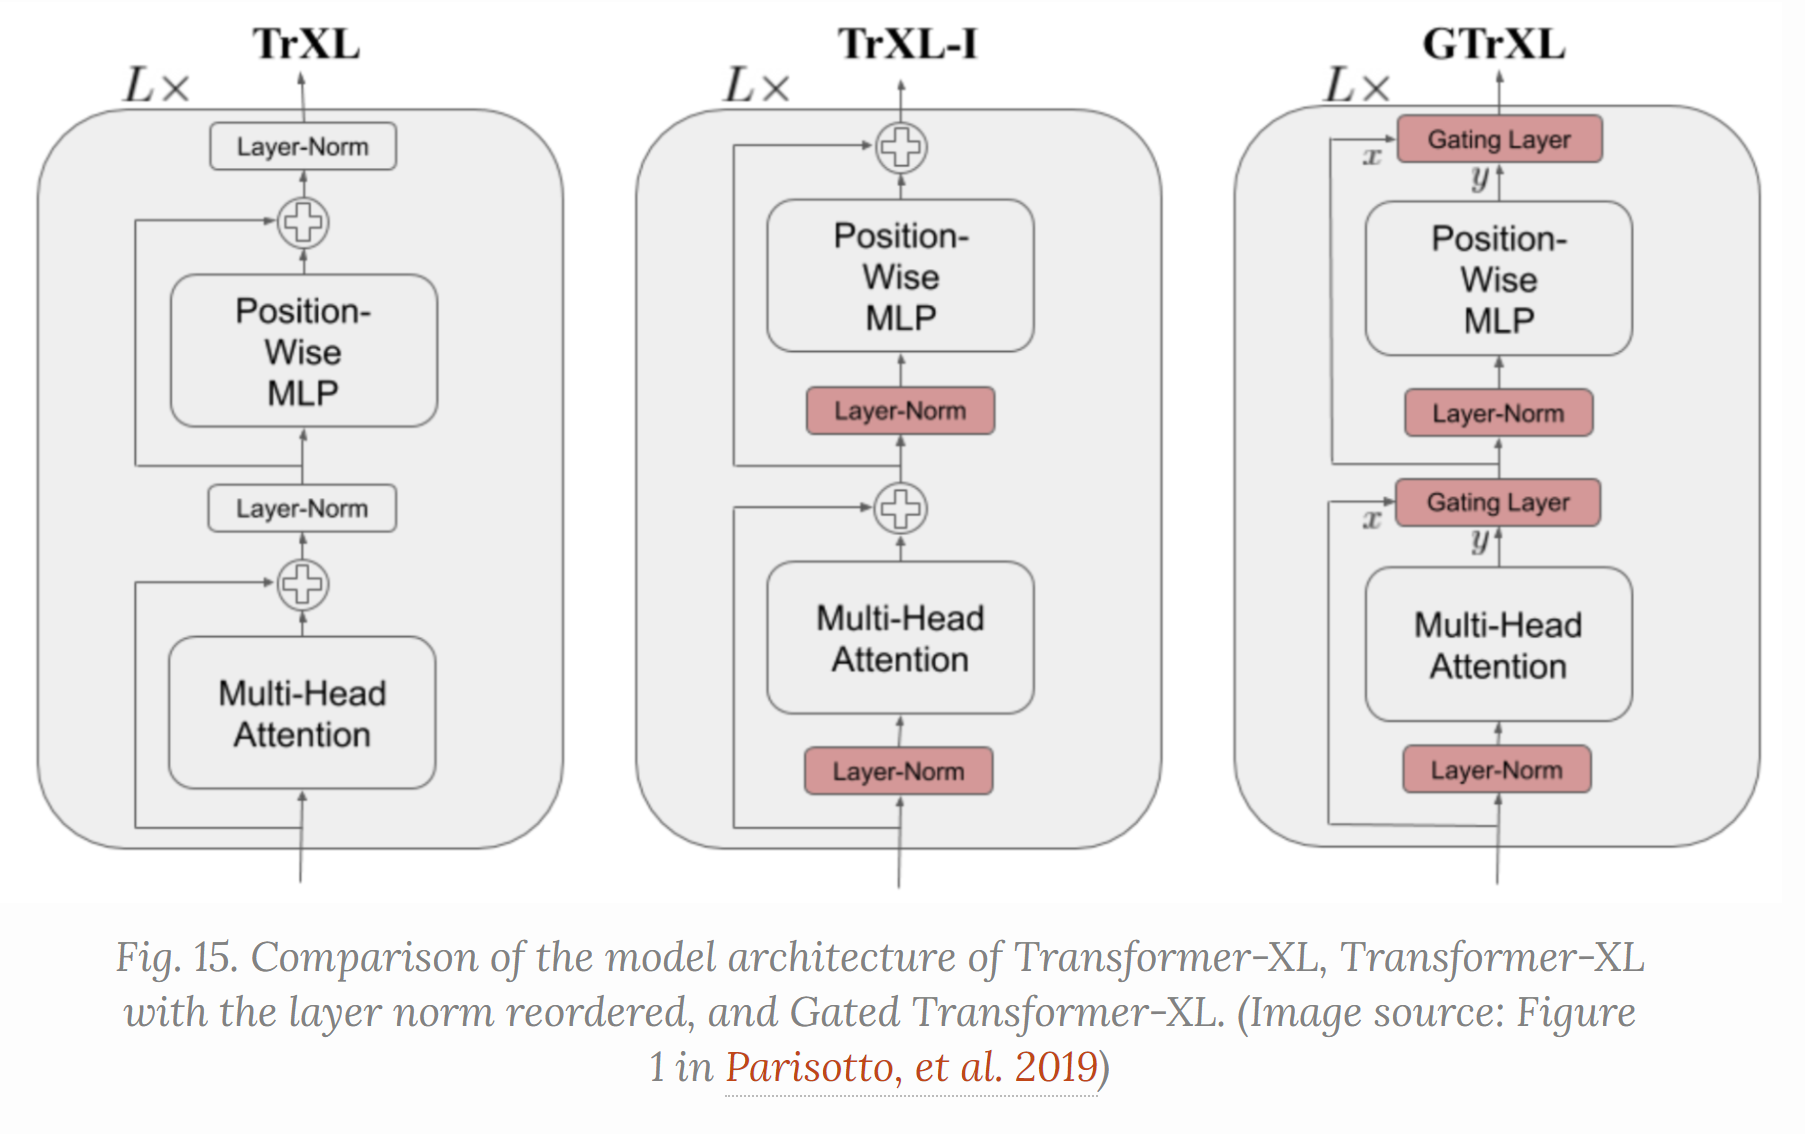 TrXL
L×
Layer-Norm
Position-
Wise
MLP
Layer-Norm
Multi-Head
Attention
TrXL-I
L×
Position-
Wise
MLP
Layer-Norm
Multi-Head
Attention
Layer-Norm
GTrXL
L×
Gating Layer
x
y
Position-
Wise
MLP
Layer-Norm
Gating Layer
x
y
Multi-Head
Attention
Layer-Norm
Fig. 15. Comparison of the model architecture of Transformer-XL, Transformer-XL
with the layer norm reordered, and Gated Transformer-XL. (Image source: Figure
1 in Parisotto, et al. 2019)